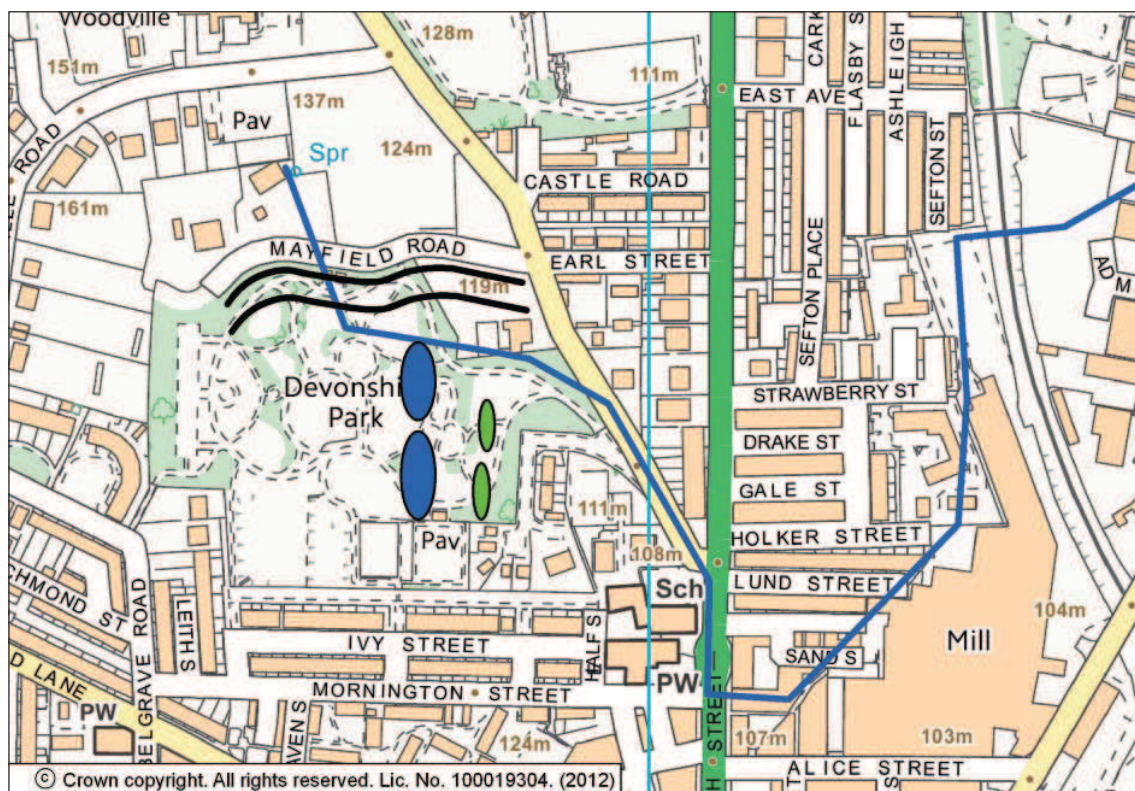 Woodville
151m
128m
111m
137m
Pav
124m
Spr
161m
ROAD
CARK
FLASBY S
ASHLEIGH
EAST AVE
SEFTON ST
CASTLE ROAD
MAYFIELD ROAD
EARL STREET
119m
SEFTON PLACE
AD M
Devonshi
Park
STRAWBERRY ST
DRAKE ST
GALE ST
111m
HOLKER STREET
Pav
108m
Sch
LUND STREET
104m
CHMOND ST
BELGRAVE ROAD
LEITH S
IVY STREET
HALF S
SAND S
Mill
D LANE
MORNINGTON STREET
PW
PW
AVEN S
124m
H STREET
107m
103m
ALICE STREET
© Crown copyright. All rights reserved. Lic. No. 100019304. (2012)